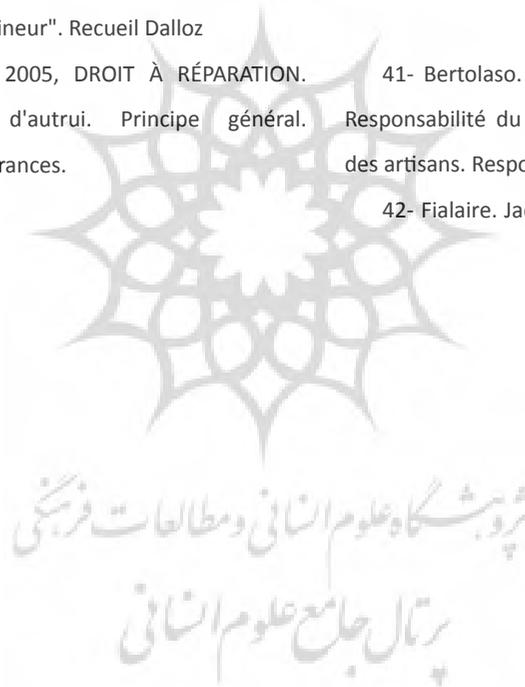 ineur". Recueil Dalloz
2005, DROIT À RÉPARATION.
d'autrui. Principe général.
rances.
41- Bertolaso.
Responsabilité du
des artisans. Respo
42- Fialaire. Jac
پژوهشگاه علوم انسانی و مطالعات فرهنگی
پرتال جامع علوم انسانی